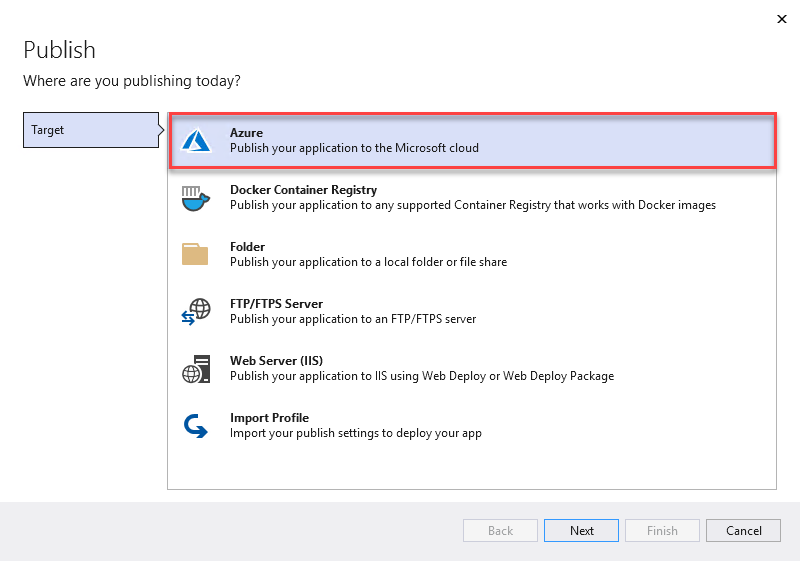 Publish
Where are you publishing today?
Target
Azure
Publish your application to the Microsoft cloud
Docker Container Registry
Publish your application to any supported Container Registry that works with Docker images
Folder
Publish your application to a local folder or file share
FTP/FTPS Server
Publish your application to an FTP/FTPS server
Web Server (IIS)
Publish your application to IIS using Web Deploy or Web Deploy Package
Import Profile
Import your publish settings to deploy your app
Back
Next
Finish
Cancel